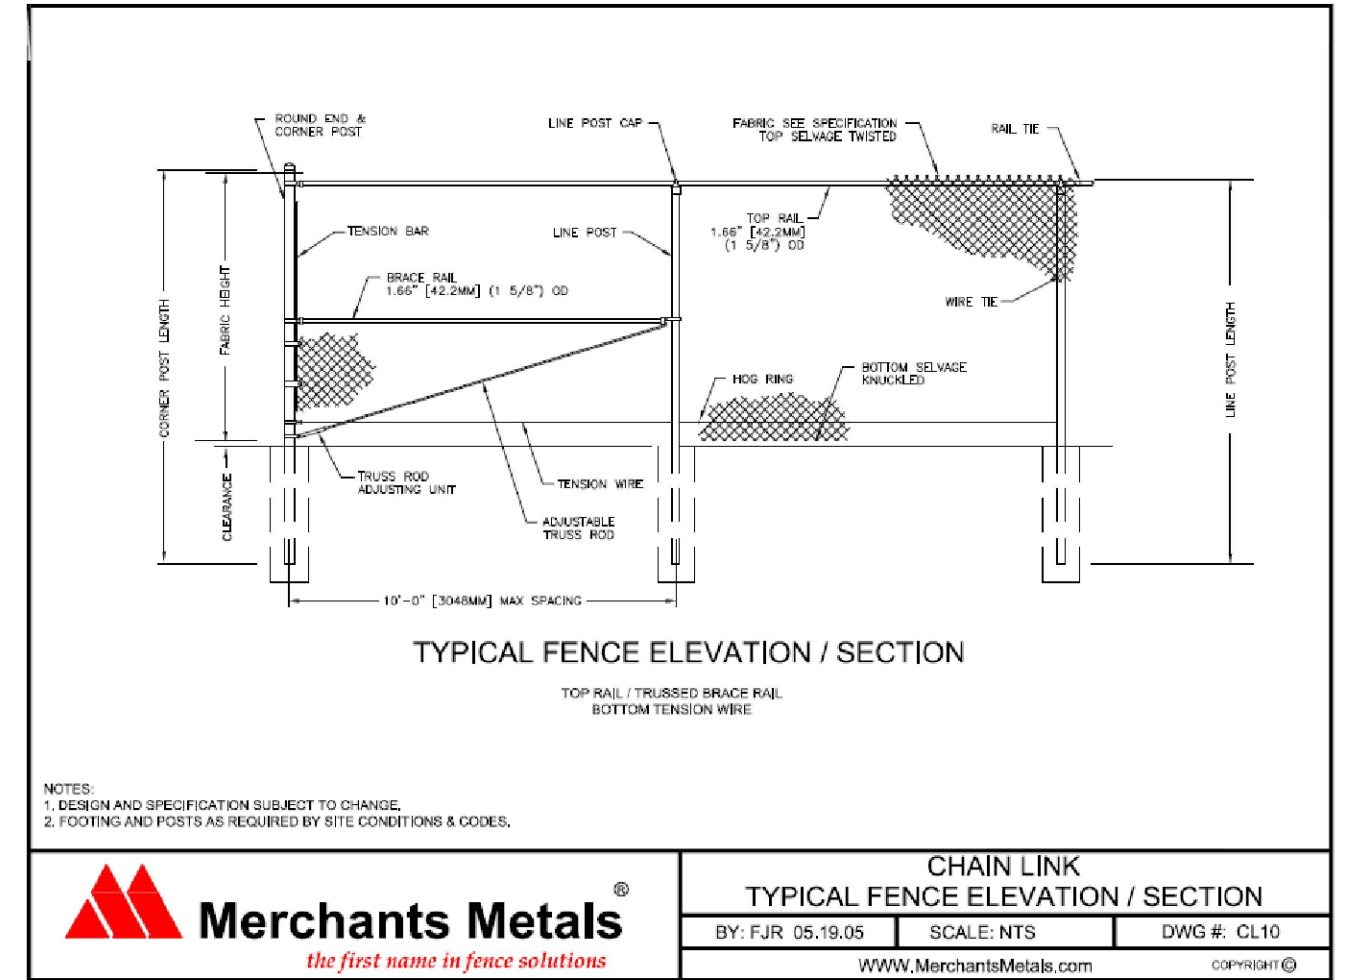 ROUND END &
CORNER POST
LINE POST CAP
FABRIC SEE SPECIFICATION
TOP SELVAGE TWISTED
RAIL TIE
TENSION BAR
LINE POST
TOP RAIL
1.66" [42.2MM]
(1 5/8") OD
BRACE RAIL
1.66" [42.2MM] (1 5/8") OD
WIRE TIE
CORNER POST LENGTH
FABRIC HEIGHT
LINE POST LENGTH
HOG RING
BOTTOM SELVAGE
KNUCKLED
CLEARANCE
TRUSS ROD
ADJUSTING UNIT
TENSION WIRE
ADJUSTABLE
TRUSS ROD
10'-0" [3048MM] MAX SPACING
TYPICAL FENCE ELEVATION / SECTION
TOP RAIL / TRUSSED BRACE RAIL
BOTTOM TENSION WIRE
NOTES:
1. DESIGN AND SPECIFICATION SUBJECT TO CHANGE.
2. FOOTING AND POSTS AS REQUIRED BY SITE CONDITIONS & CODES.
Merchants Metals®
the first name in fence solutions
CHAIN LINK
TYPICAL FENCE ELEVATION / SECTION
BY: FJR 05.19.05
SCALE: NTS
DWG #: CL10
WWW.MerchantsMetals.com
COPYRIGHT ©